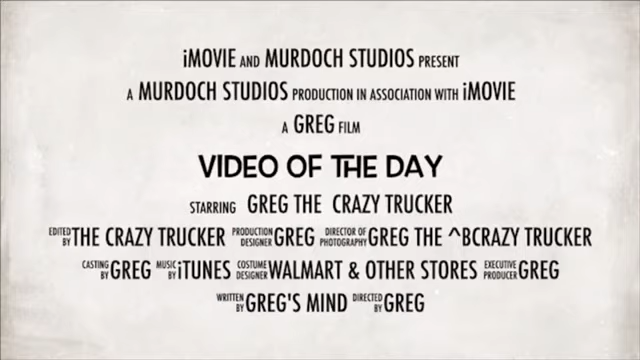 iMOVIE AND MURDOCH STUDIOS PRESENT
A MURDOCH STUDIOS PRODUCTION IN ASSOCIATION WITH iMOVIE
A GREG FILM
VIDEO OF THE DAY
STARRING GREG THE CRAZY TRUCKER
EDITED BY THE CRAZY TRUCKER PRODUCTION DESIGNER GREG DIRECTOR OF PHOTOGRAPHY GREG THE ^BCRAZY TRUCKER
CASTING BY GREG MUSIC BY iTUNES COSTUME DESIGNER WALMART & OTHER STORES EXECUTIVE PRODUCER GREG
WRITTEN BY GREG'S MIND DIRECTED BY GREG